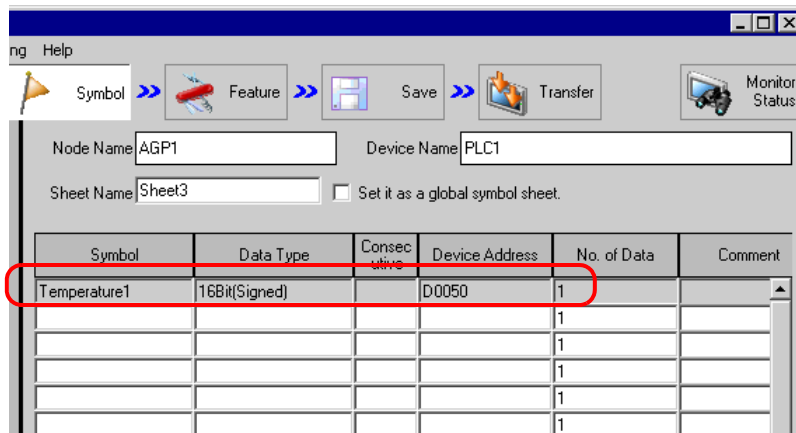 ng Help
Symbol Feature Save Transfer Monitor
Status
Node Name AGP1 Device Name PLC1
Sheet Name Sheet3 Set it as a global symbol sheet.
Symbol Data Type Consec
utive Device Address No. of Data Comment
Temperature1 16Bit(Signed) D0050 1
1
1
1
1
1